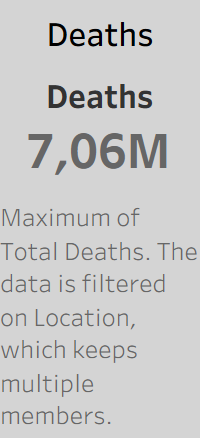 Deaths
Deaths
7,06M
Maximum of
Total Deaths. The
data is filtered
on Location,
which keeps
multiple
members.